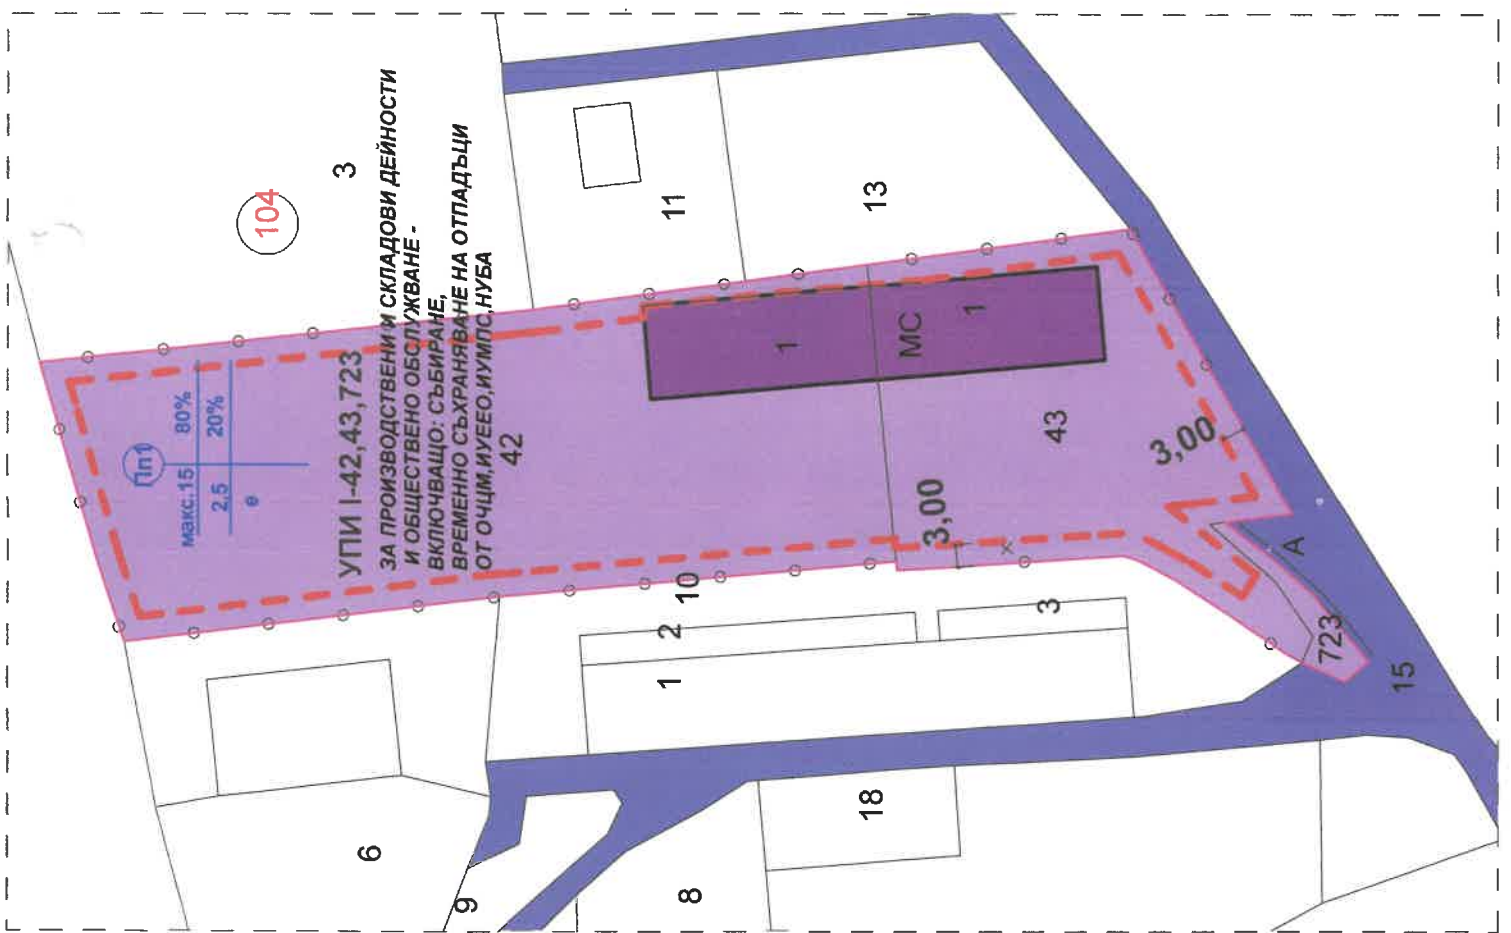 104
3
ЗА ПРОИЗВОДСТВЕНИ И СКЛАДОВИ ДЕЙНОСТИ
И ОБЩЕСТВЕНО ОБСЛУЖВАНЕ -
ВКЛЮЧВАЩО: СЪБИРАНЕ,
ВРЕМЕННО СЪХРАНЯВАНЕ НА ОТПАДЪЦИ
ОТ ОЧЦМ,ИУЕЕО,ИУМПС,НУБА
УПИ I-42,43,723
42
Пп1
макс.15 80%
2,5 20%
е
11
13
1
МС
1
43
3,00
3,00
10
2
1
3
А
723
15
6
9
8
18